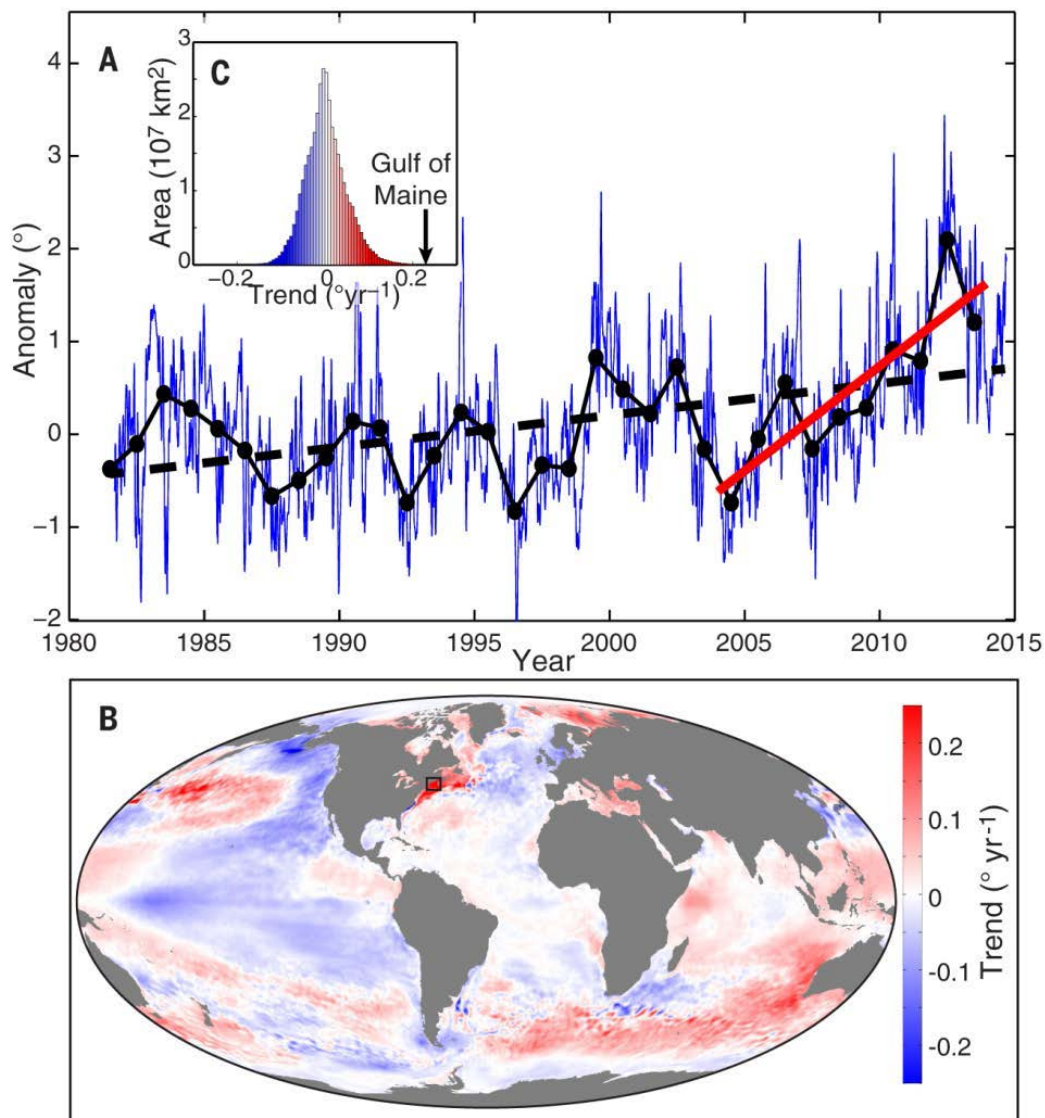 A
C
Area (10⁷ km²)
3
2
1
0
Gulf of
Maine
−0.2
0
0.2
Trend (°yr⁻¹)
Anomaly (°)
4
3
2
1
0
−1
−2
1980
1985
1990
1995
2000
2005
2010
2015
Year
B
0.2
0.1
0
-0.1
-0.2
Trend (° yr⁻¹)